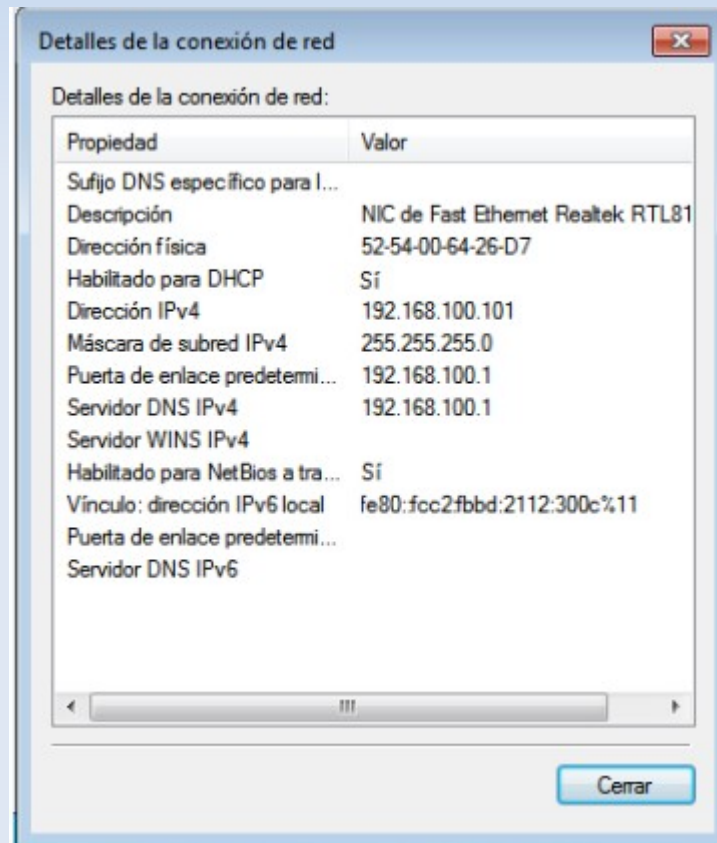 Detalles de la conexión de red
Detalles de la conexión de red:
Propiedad Valor
Sufijo DNS específico para l...
Descripción NIC de Fast Ethernet Realtek RTL81
Dirección física 52-54-00-64-26-D7
Habilitado para DHCP Sí
Dirección IPv4 192.168.100.101
Máscara de subred IPv4 255.255.255.0
Puerta de enlace predetermi... 192.168.100.1
Servidor DNS IPv4 192.168.100.1
Servidor WINS IPv4
Habilitado para NetBios a tra... Sí
Vínculo: dirección IPv6 local fe80::fcc2:fbbd:2112:300c%11
Puerta de enlace predetermi...
Servidor DNS IPv6
Cerrar